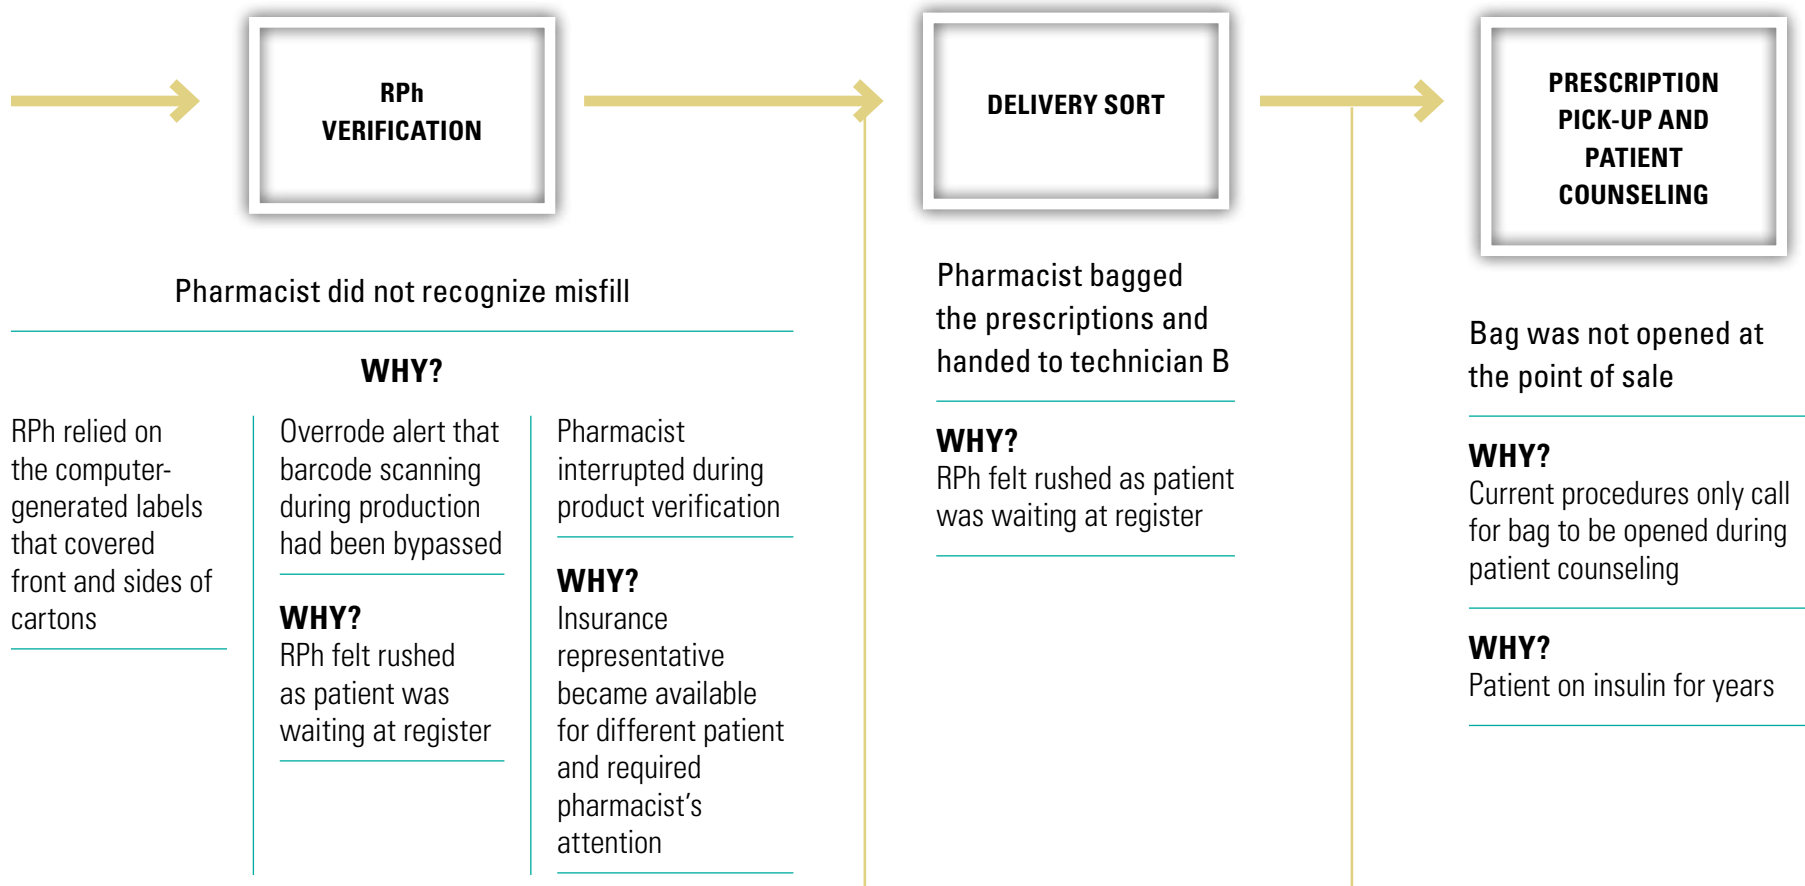 RPh
VERIFICATION
Pharmacist did not recognize misfill
WHY?
RPh relied on
the computer-
generated labels
that covered
front and sides of
cartons
Overrode alert that
barcode scanning
during production
had been bypassed
WHY?
RPh felt rushed
as patient was
waiting at register
Pharmacist
interrupted during
product verification
WHY?
Insurance
representative
became available
for different patient
and required
pharmacist's
attention
DELIVERY SORT
Pharmacist bagged
the prescriptions and
handed to technician B
WHY?
RPh felt rushed as patient
was waiting at register
PRESCRIPTION
PICK-UP AND
PATIENT
COUNSELING
Bag was not opened at
the point of sale
WHY?
Current procedures only call
for bag to be opened during
patient counseling
WHY?
Patient on insulin for years